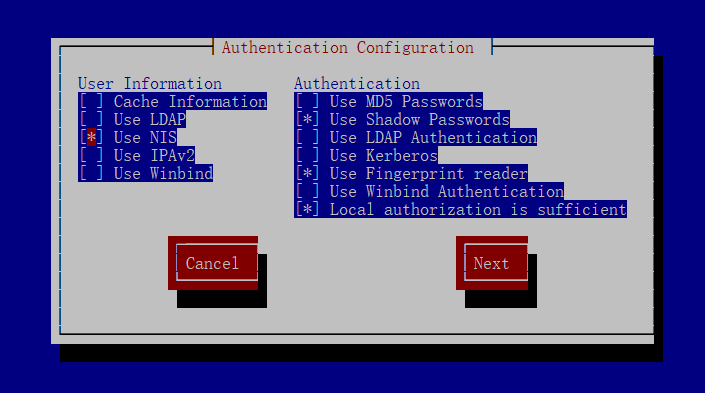 Authentication Configuration
User Information
[ ] Cache Information
[ ] Use LDAP
[*] Use NIS
[ ] Use IPAv2
[ ] Use Winbind
Authentication
[ ] Use MD5 Passwords
[*] Use Shadow Passwords
[ ] Use LDAP Authentication
[ ] Use Kerberos
[*] Use Fingerprint reader
[ ] Use Winbind Authentication
[*] Local authorization is sufficient
Cancel
Next